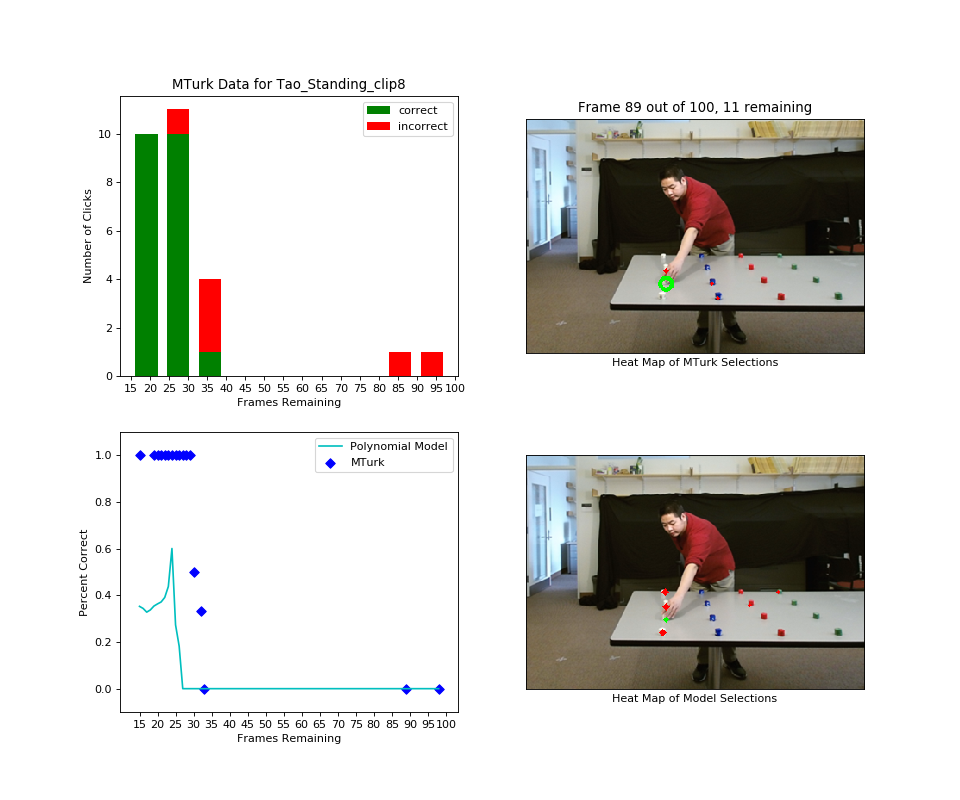 MTurk Data for Tao_Standing_clip8
Number of Clicks
10
8
6
4
2
0
correct
incorrect
15 20 25 30 35 40 45 50 55 60 65 70 75 80 85 90 95 100
Frames Remaining
Frame 89 out of 100, 11 remaining
Heat Map of MTurk Selections
Percent Correct
1.0
0.8
0.6
0.4
0.2
0.0
Polynomial Model
MTurk
15 20 25 30 35 40 45 50 55 60 65 70 75 80 85 90 95 100
Frames Remaining
Heat Map of Model Selections